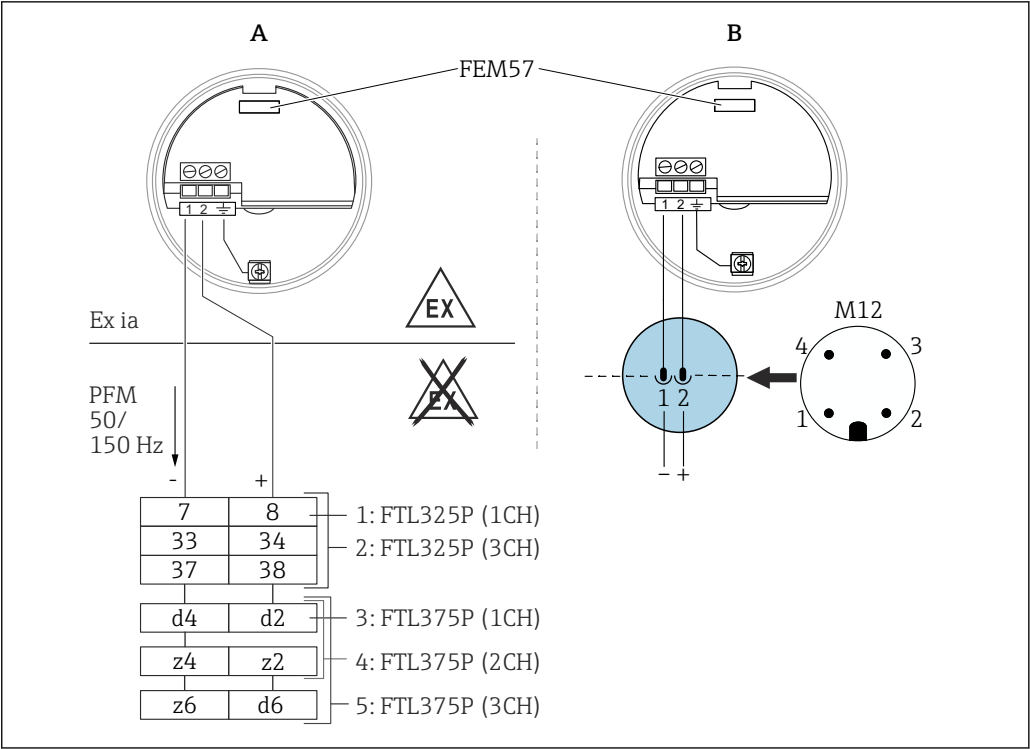 A
B
FEM57
1 2
1 2
EX
Ex ia
EX
PFM
50/
150 Hz
- +
7 8
33 34
37 38
d4 d2
z4 z2
z6 d6
1: FTL325P (1CH)
2: FTL325P (3CH)
3: FTL375P (1CH)
4: FTL375P (2CH)
5: FTL375P (3CH)
1 2
– +
M12
4 3
1 2